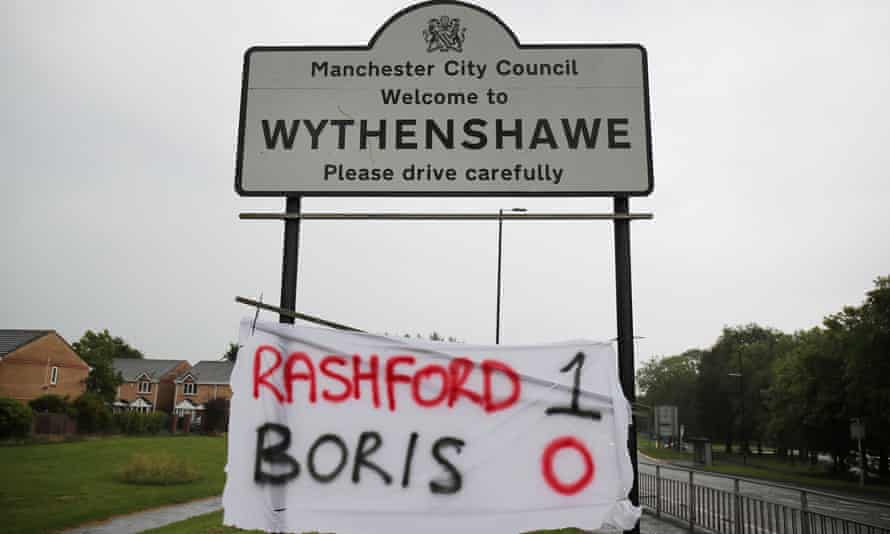 Manchester City Council
Welcome to
WYTHENSHAWE
Please drive carefully
RASHFORD 1
BORIS 0